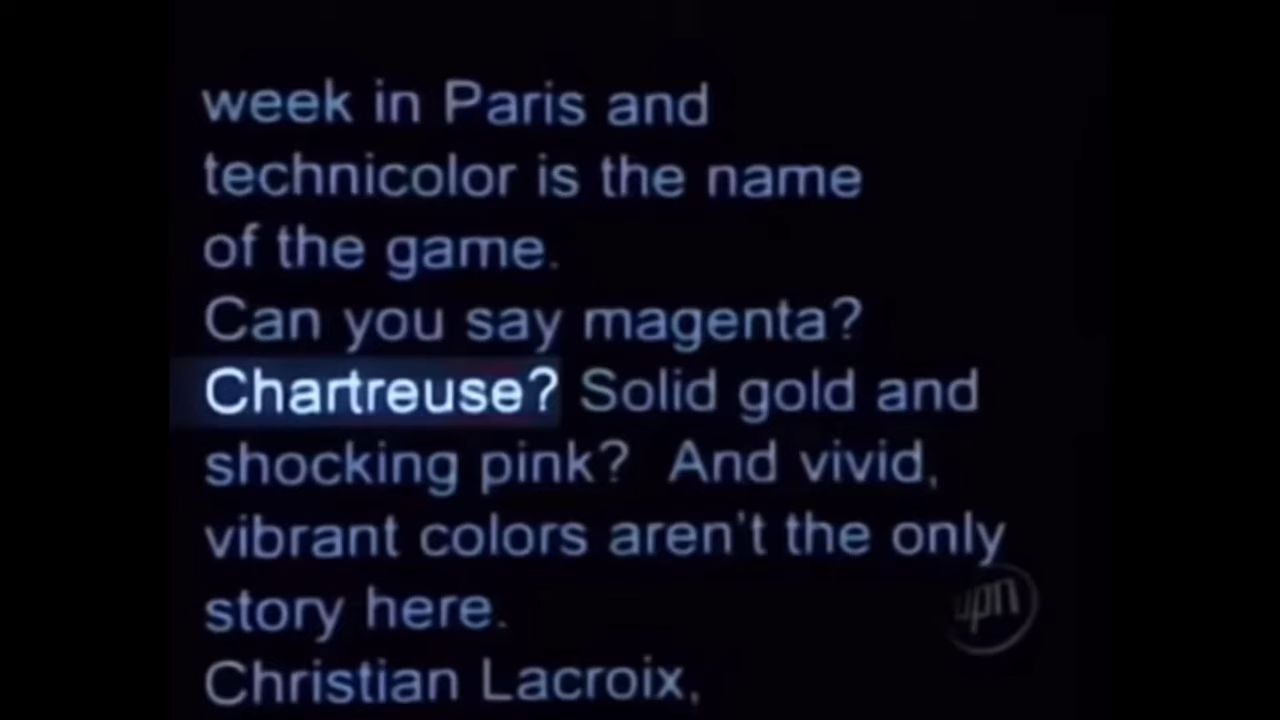 week in Paris and
technicolor is the name
of the game.
Can you say magenta?
Chartreuse? Solid gold and
shocking pink?  And vivid,
vibrant colors aren't the only
story here.
upn
Christian Lacroix,